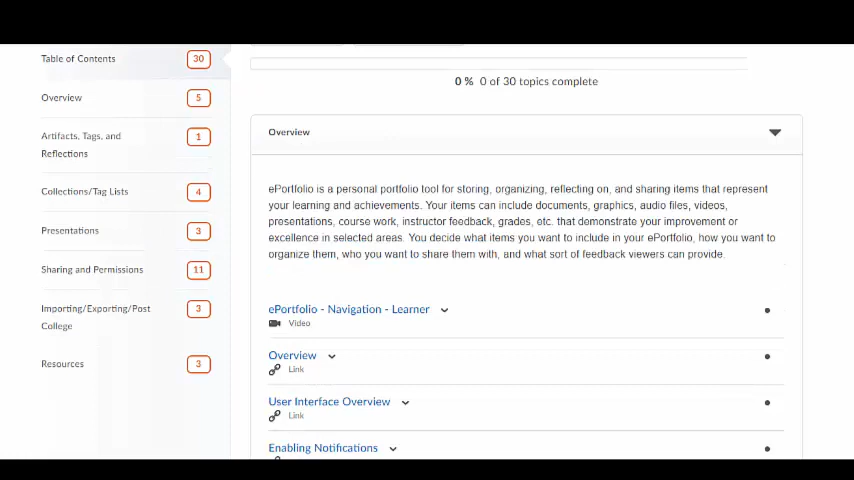 Table of Contents 30
0 % 0 of 30 topics complete
Overview 5
Artifacts, Tags, and
Reflections 1
Collections/Tag Lists 4
Presentations 3
Sharing and Permissions 11
Importing/Exporting/Post
College 3
Resources 3
Overview
ePortfolio is a personal portfolio tool for storing, organizing, reflecting on, and sharing items that represent
your learning and achievements. Your items can include documents, graphics, audio files, videos,
presentations, course work, instructor feedback, grades, etc. that demonstrate your improvement or
excellence in selected areas. You decide what items you want to include in your ePortfolio, how you want to
organize them, who you want to share them with, and what sort of feedback viewers can provide.
ePortfolio - Navigation - Learner
Video
Overview
Link
User Interface Overview
Link
Enabling Notifications